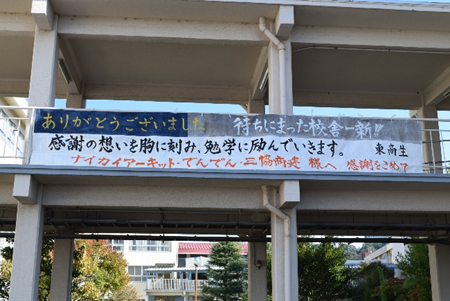 ありがとうございました 待ちにまった校舎一新!!
感謝の想いを胸に刻み、勉学に励んでいきます。 東高生
ナイカイアーキット・でんでん・三協商建 様へ 感謝をこめて